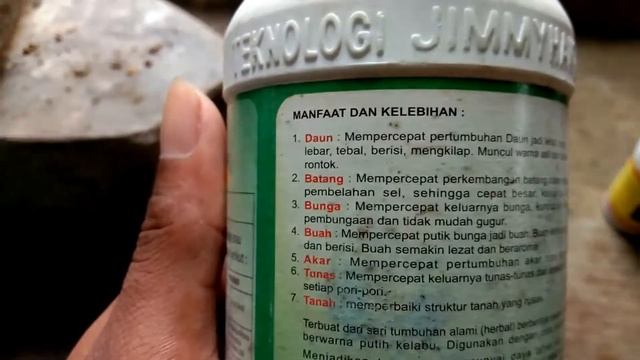 TEKNOLOGI JIMMYHA
MANFAAT DAN KELEBIHAN :
1. Daun : Mempercepat pertumbuhan Daun jadi
lebar, tebal, berisi, mengkilap. Muncul warna
rontok.
2. Batang : Mempercepat perkembangan batang
pembelahan sel, sehingga cepat besar,
3. Bunga : Mempercepat keluarnya bunga,
pembungaan dan tidak mudah gugur.
4. Buah : Mempercepat putik bunga jadi buah.
dan berisi. Buah semakin lezat dan
5. Akar : Mempercepat pertumbuhan akar
6. Tunas : Mempercepat keluarnya tunas-tunas
setiap pori-pori.
7. Tanah : memperbaiki struktur tanah yang
Terbuat dari sari tumbuhan alami (herbal)
berwarna putih kelabu. Digunakan dengan